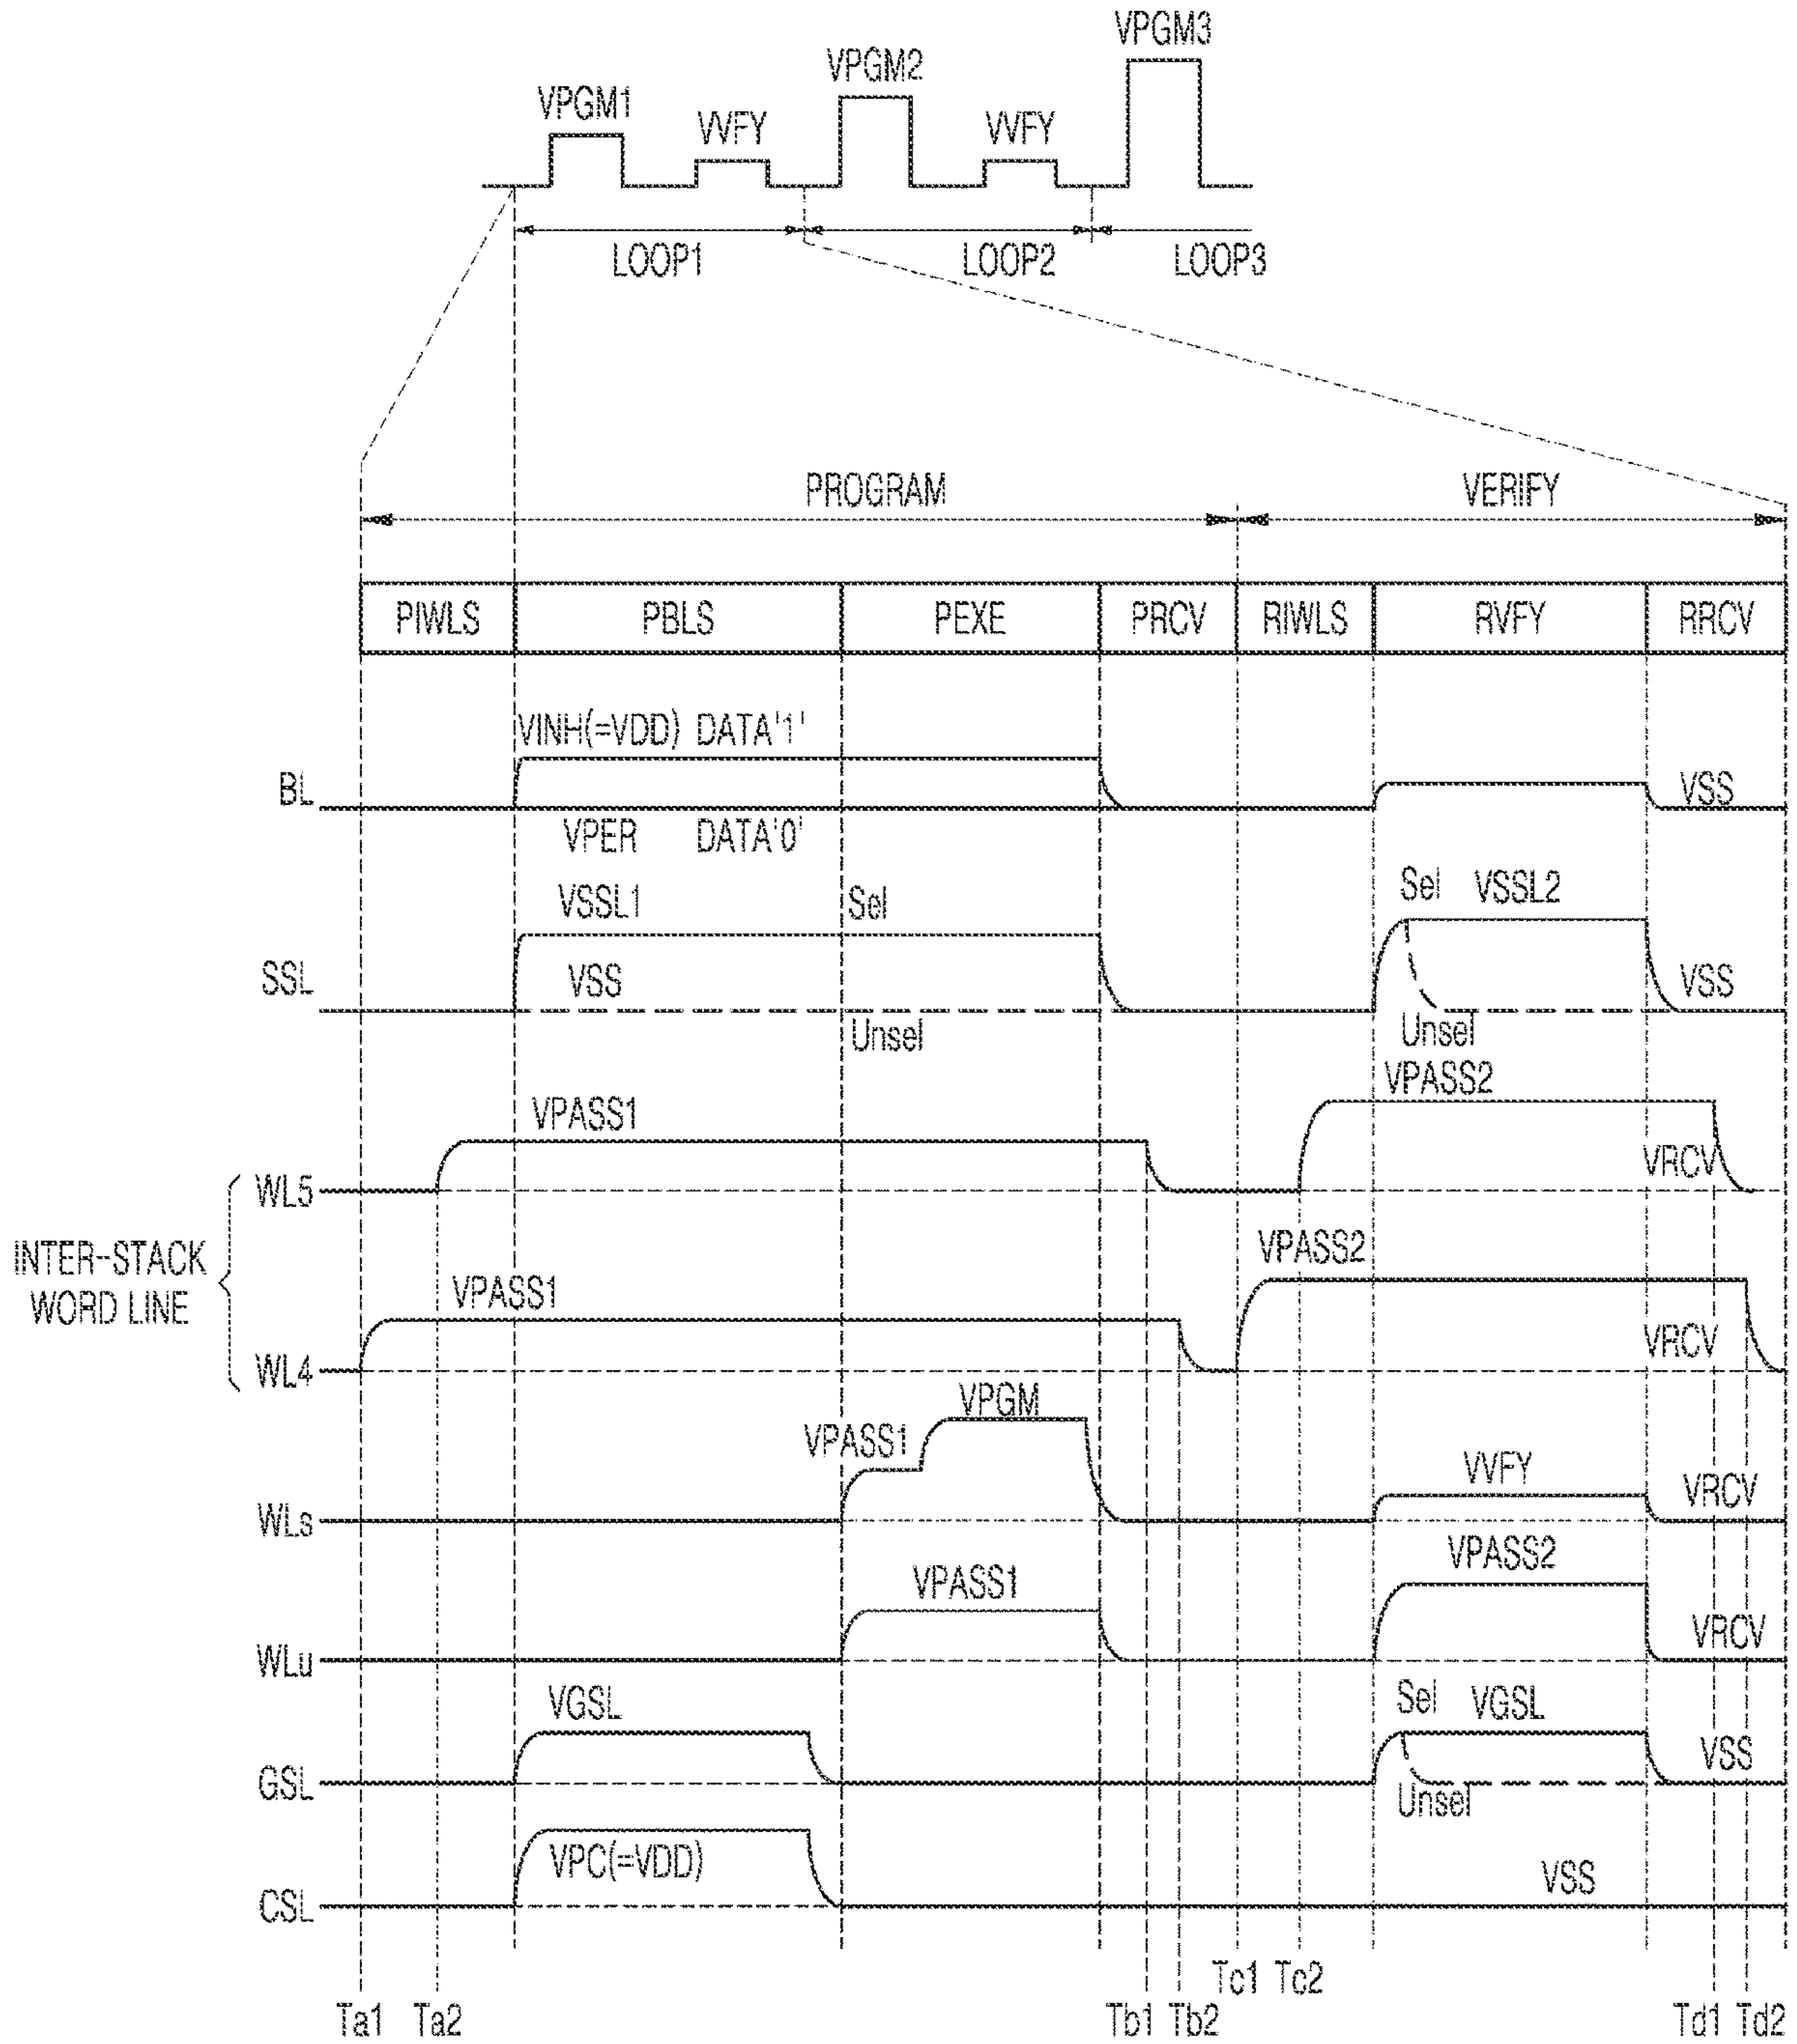 VPGM3
VPGM2
VPGM1
VVFY
VVFY
LOOP1
LOOP2
LOOP3
PROGRAM
VERIFY
PIWLS
PBLS
PEXE
PRCV
RIWLS
RVFY
RRCV
VINH(=VDD) DATA'1'
BL
VSS
VPER DATA'0'
VSSL1
Sel
Sel VSSL2
SSL
VSS
VSS
Unsel
Unsel
VPASS1
VPASS2
WL5
VRCV
INTER-STACK
WORD LINE
VPASS1
VPASS2
WL4
VRCV
VPASS1
VPGM
VVFY
WLs
VRCV
VPASS1
VPASS2
WLu
VRCV
VGSL
Sel VGSL
GSL
VSS
Unsel
VPC(=VDD)
CSL
VSS
Tc1 Tc2
Ta1 Ta2 Tb1 Tb2 Td1 Td2